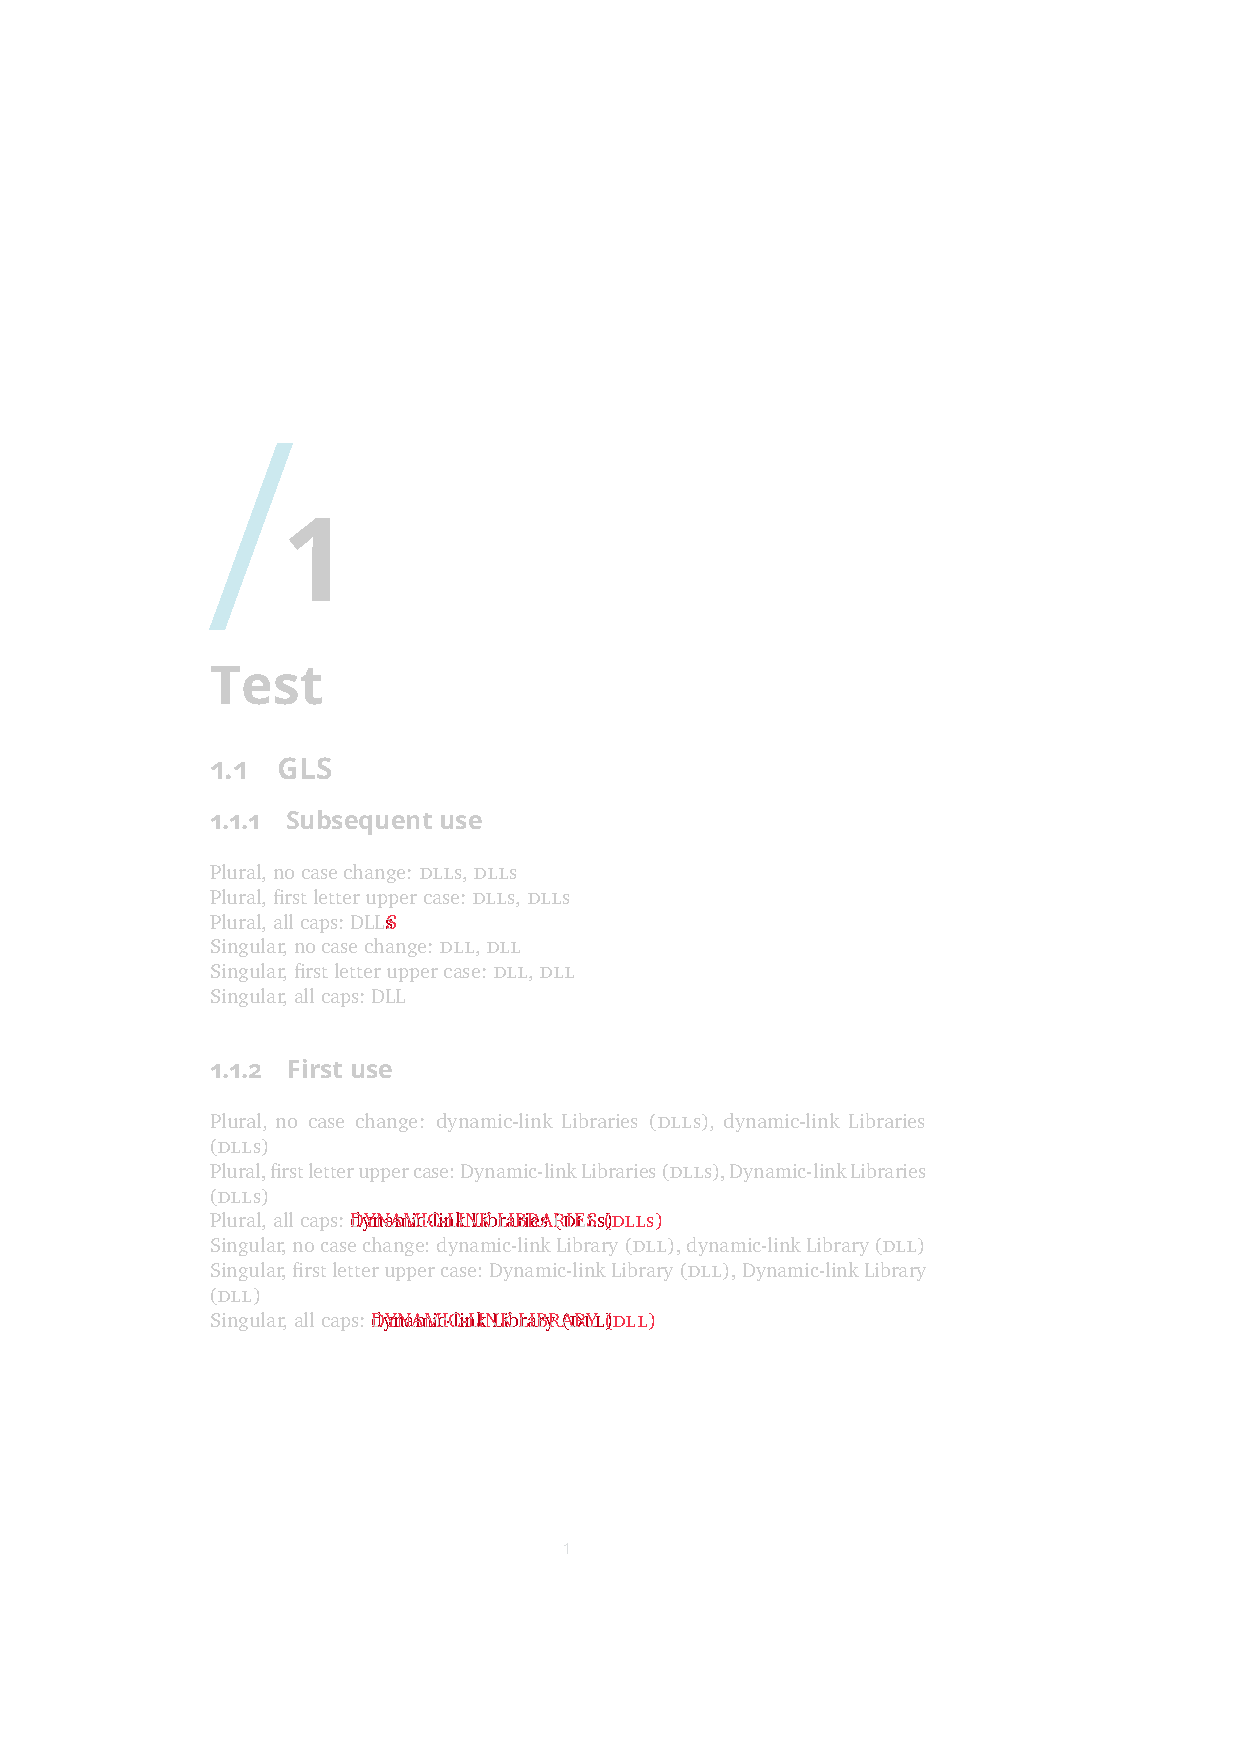 /1
Test
1.1 GLS
1.1.1 Subsequent use
Plural, no case change: DLLs, DLLs
Plural, first letter upper case: DLLs, DLLs
Plural, all caps: DLL
Singular, no case change: DLL, DLL
Singular, first letter upper case: DLL, DLL
Singular, all caps: DLL
1.1.2 First use
Plural, no case change: dynamic-link Libraries (DLLs), dynamic-link Libraries
(DLLs)
Plural, first letter upper case: Dynamic-link Libraries (DLLs), Dynamic-link Libraries
(DLLs)
Plural, all caps: (DLLs)
Singular, no case change: dynamic-link Library (DLL), dynamic-link Library (DLL)
Singular, first letter upper case: Dynamic-link Library (DLL), Dynamic-link Library
(DLL)
Singular, all caps: (DLL)
1